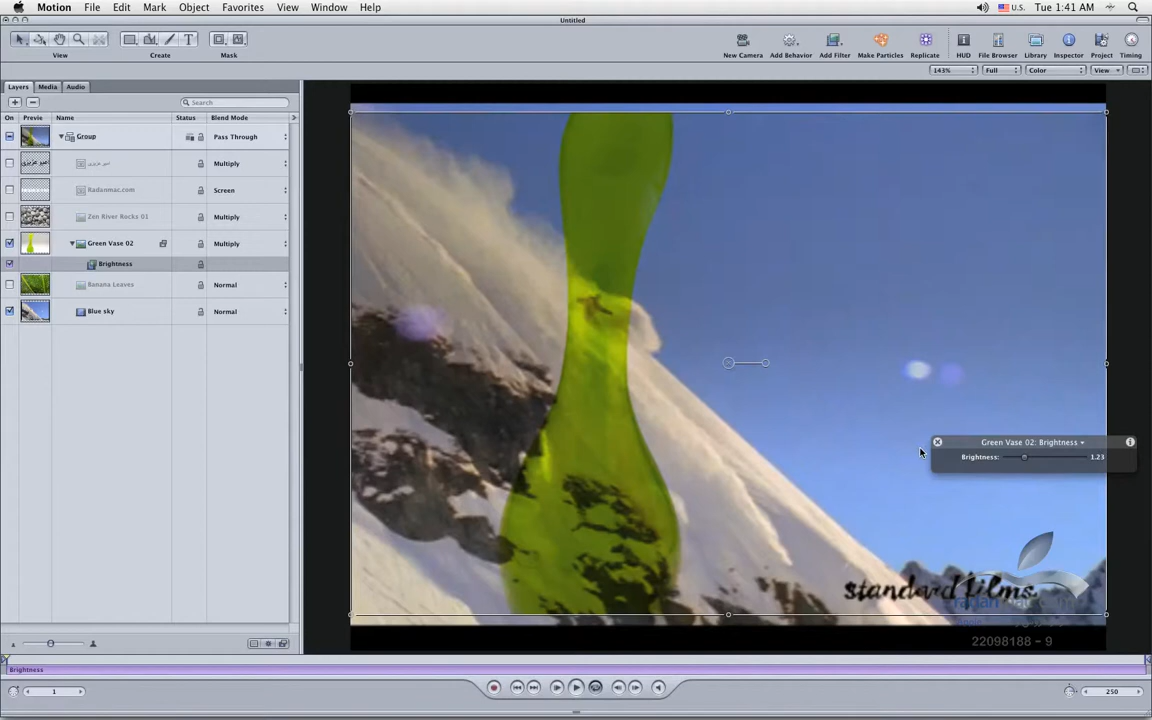 Motion File Edit Mark Object Favorites View Window Help U.S. Tue 1:41 AM
Untitled
View Create Mask New Camera Add Behavior Add Filter Make Particles Replicate HUD File Browser Library Inspector Project Timing
143% Full Color View
Layers Media Audio
Search
On Previe Name Status Blend Mode
Group Pass Through
Multiply
Radanmac.com Screen
Zen River Rocks 01 Multiply
Green Vase 02 Multiply
Brightness
Banana Leaves Normal
Blue sky Normal
Green Vase 02: Brightness
Brightness: 1.23
standard films.
22098188 - 9
Brightness
1 250